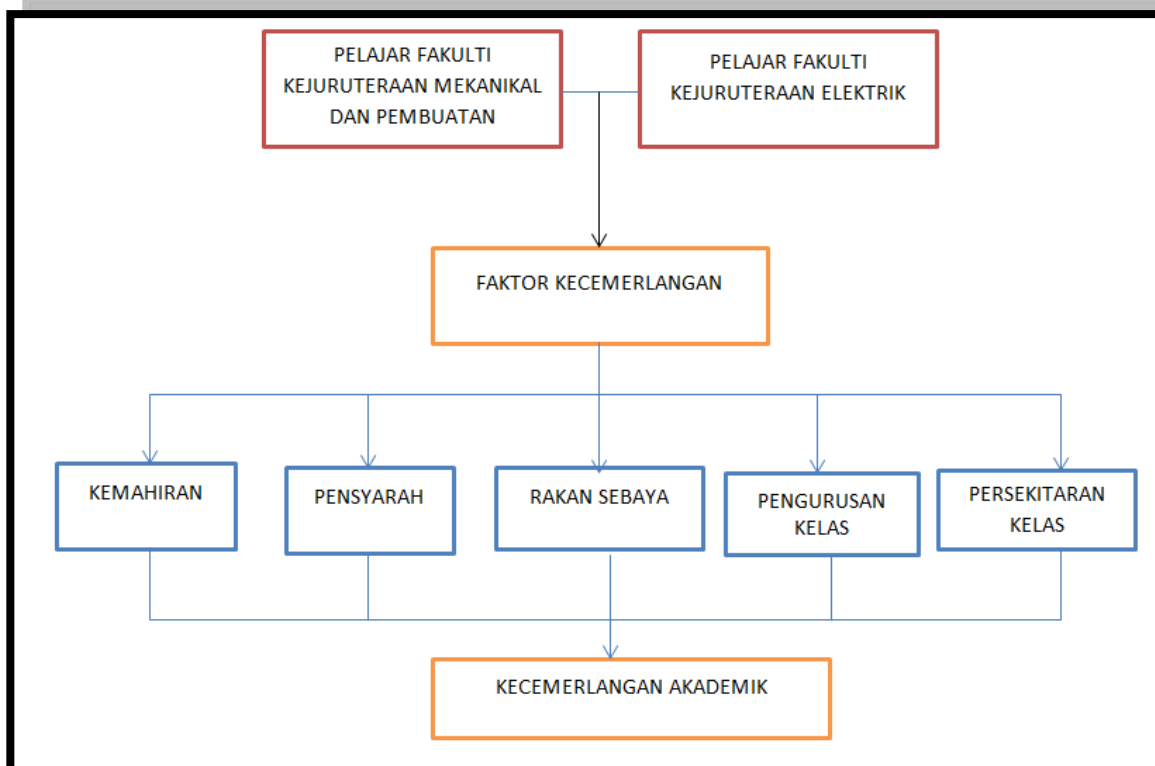 PELAJAR FAKULTI
KEJURUTERAAN MEKANIKAL
DAN PEMBUATAN
PELAJAR FAKULTI
KEJURUTERAAN ELEKTRIK
FAKTOR KECEMERLANGAN
KEMAHIRAN
PENSYARAH
RAKAN SEBAYA
PENGURUSAN
KELAS
PERSEKITARAN
KELAS
KECEMERLANGAN AKADEMIK